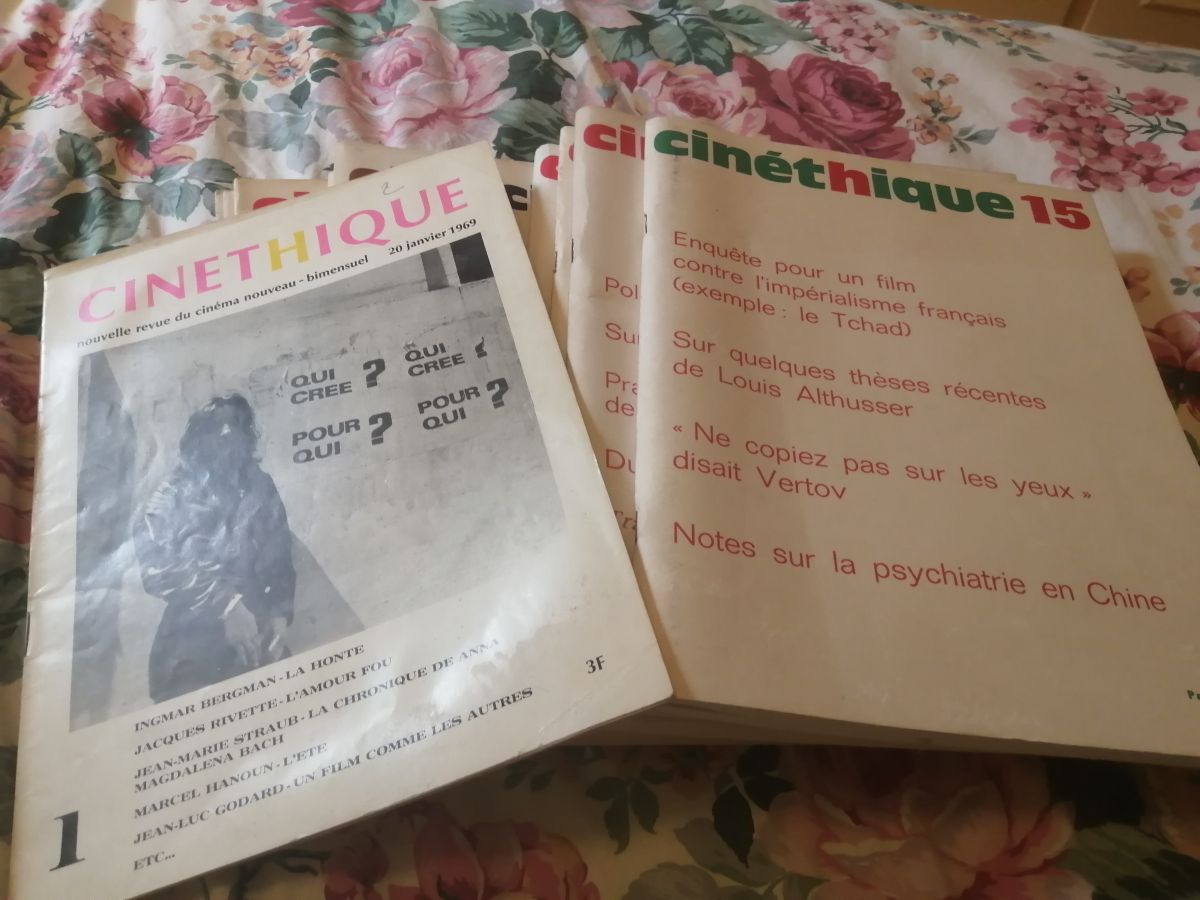 CINETHIQUE
nouvelle revue du cinéma nouveau - bimensuel 20 janvier 1969
QUI CREE ? QUI CREE ?
POUR QUI ? POUR QUI ?
INGMAR BERGMAN - LA HONTE
JACQUES RIVETTE - L'AMOUR FOU
JEAN-MARIE STRAUB - LA CHRONIQUE DE ANNA
MAGDALENA BACH
MARCEL HANOUN - L'ETE
JEAN-LUC GODARD - UN FILM COMME LES AUTRES
ETC...
3F
1
cinéthique 15
Enquête pour un film
contre l'impérialisme français
(exemple : le Tchad)
Sur quelques thèses récentes
de Louis Althusser
« Ne copiez pas sur les yeux »
disait Vertov
Notes sur la psychiatrie en Chine